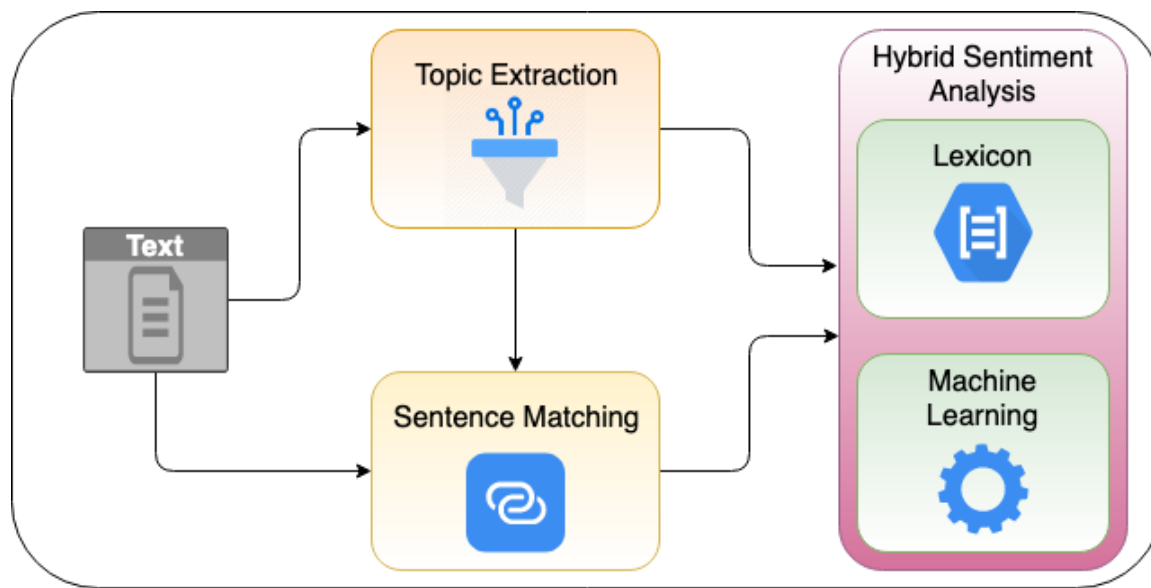 Text
Topic Extraction
Sentence Matching
Hybrid Sentiment
Analysis
Lexicon
Machine
Learning